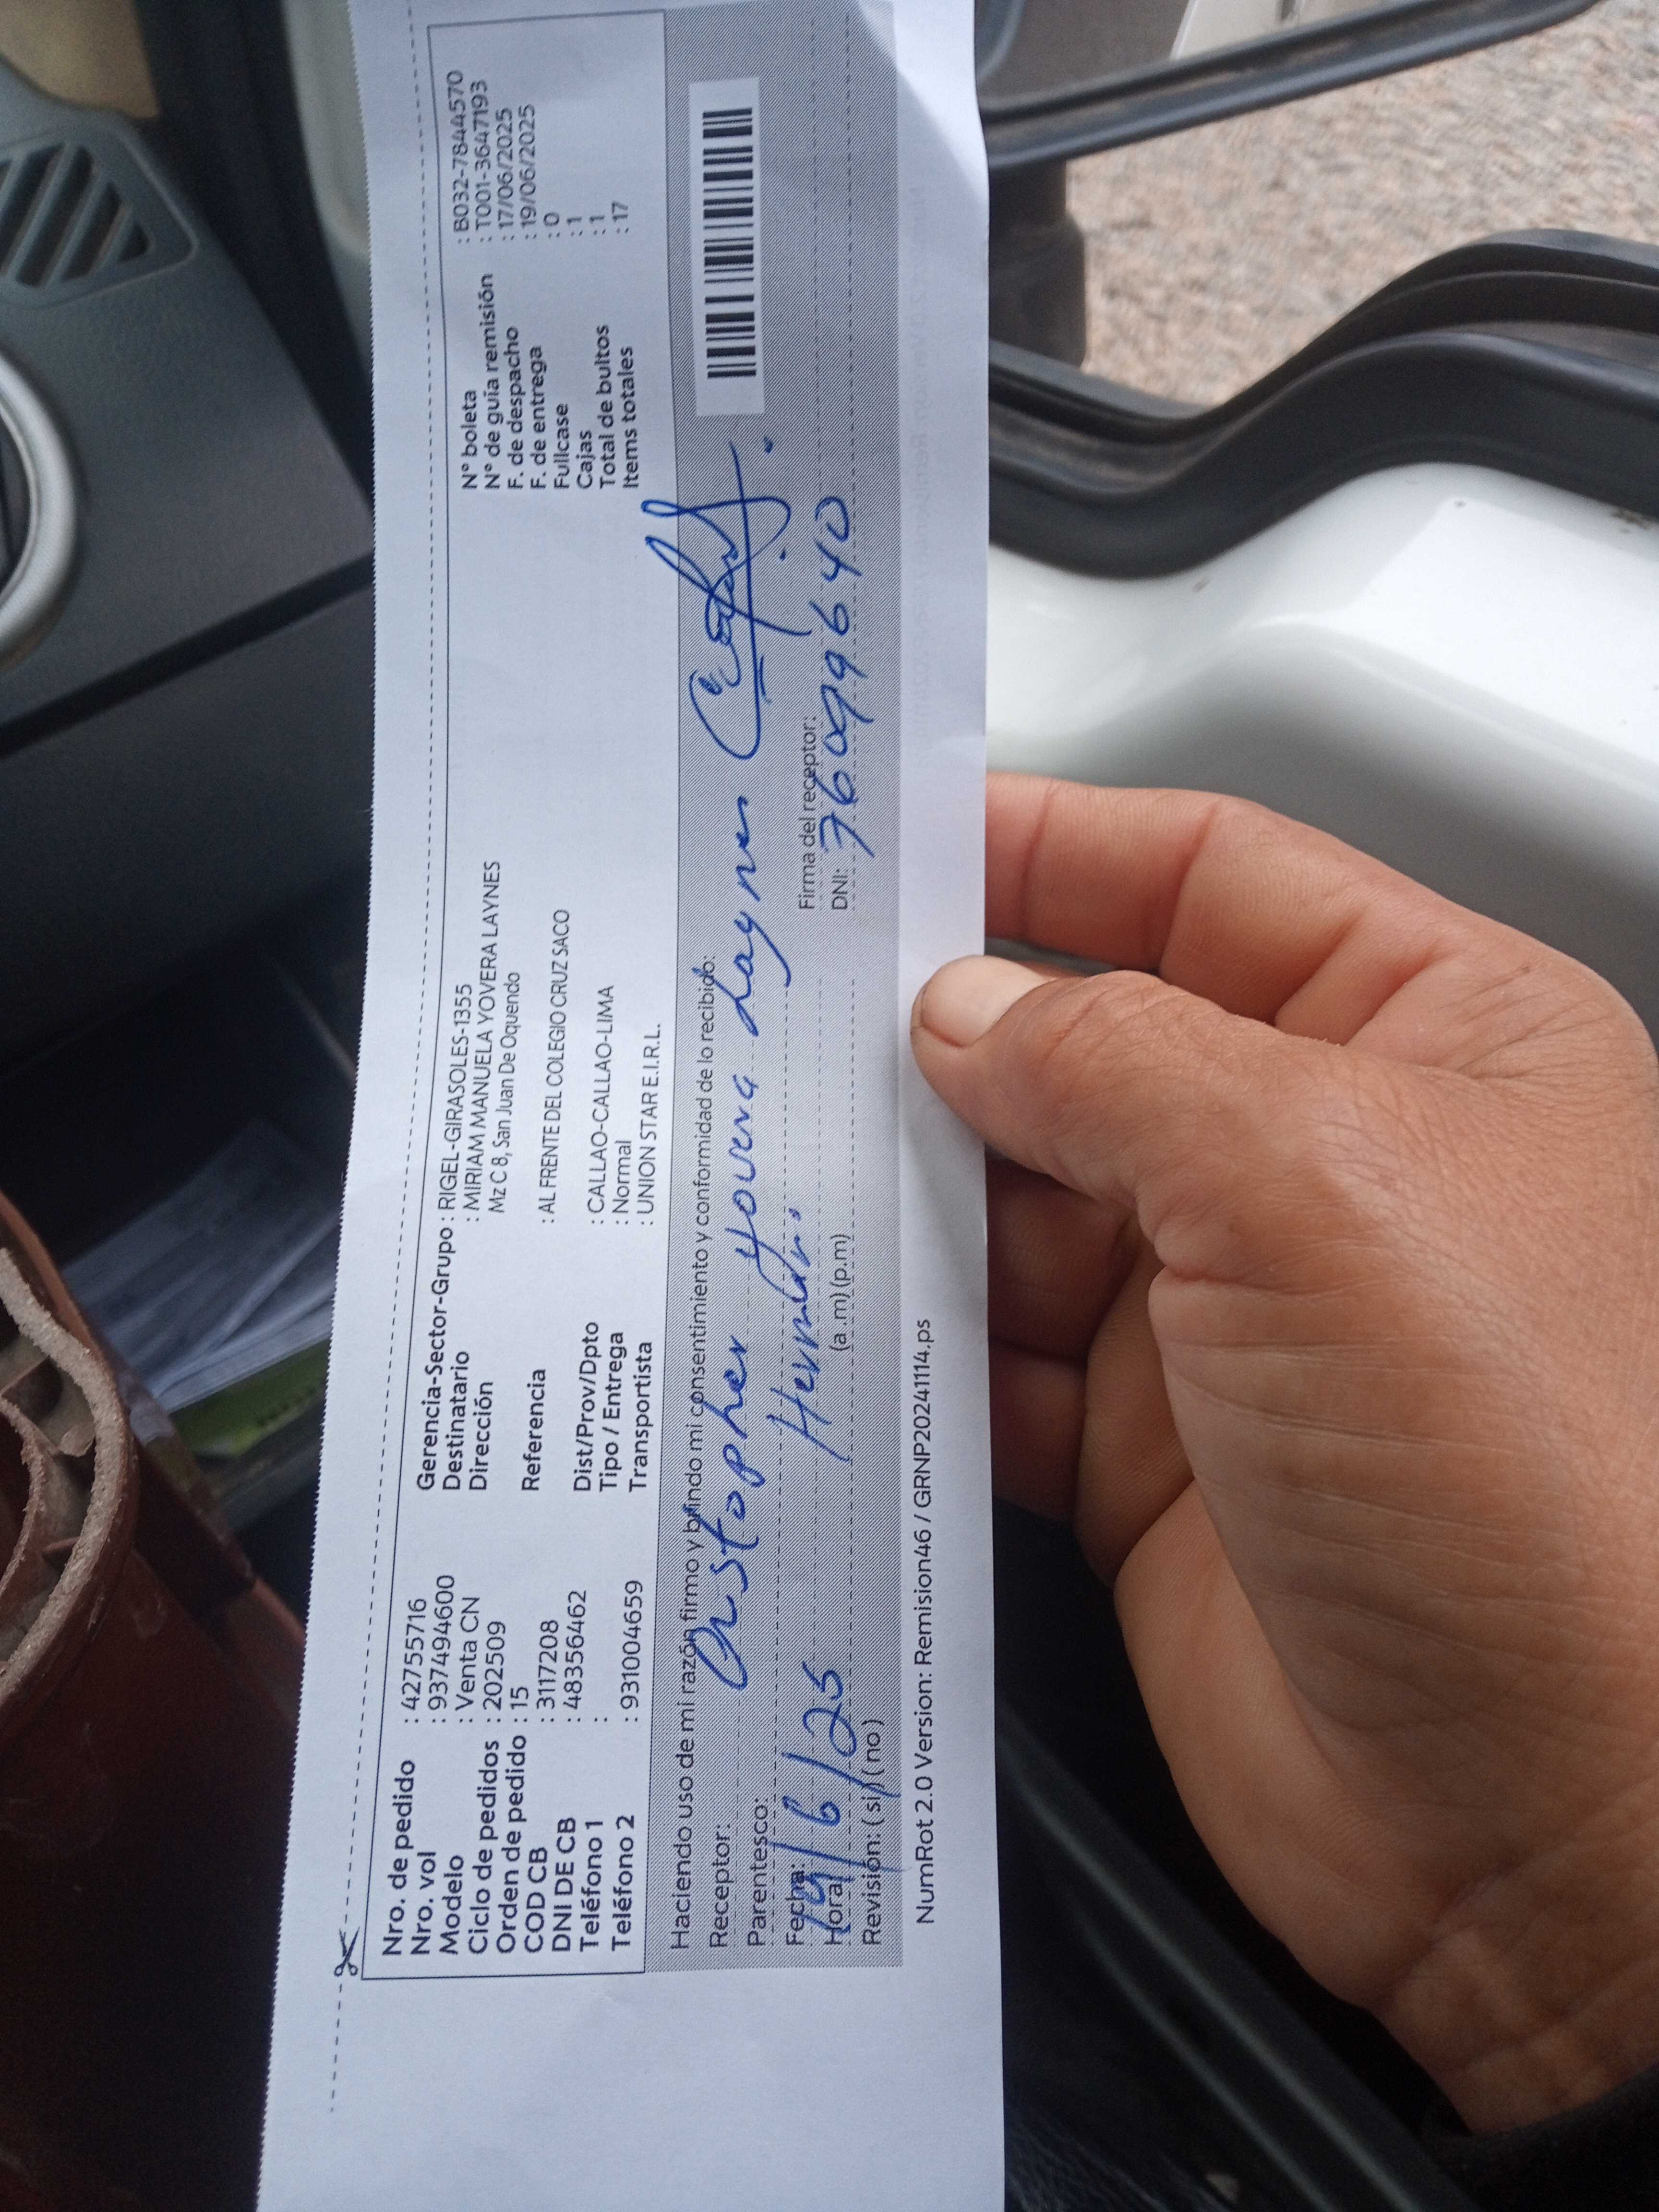 Nro. de pedido : 42755716
Nro. vol : 937494600
Modelo : Venta CN
Ciclo de pedidos : 202509
Orden de pedido : 15
COD CB : 3117208
DNI DE CB : 48356462
Teléfono 1 :
Teléfono 2 : 931004659
Gerencia-Sector-Grupo : RIGEL-GIRASOLES-1355
Destinatario : MIRIAM MANUELA YOVERA LAYNES
Dirección Mz C 8, San Juan De Oquendo
Referencia : AL FRENTE DEL COLEGIO CRUZ SACO
Dist/Prov/Dpto : CALLAO-CALLAO-LIMA
Tipo / Entrega : Normal
Transportista : UNION STAR E.I.R.L.
N° boleta : B032-7844570
N° de guía remisión : T001-3647193
F. de despacho : 17/06/2025
F. de entrega : 19/06/2025
Fullcase : 0
Cajas : 1
Total de bultos : 1
Items totales : 17
Haciendo uso de mi razón firmo y brindo mi consentimiento y conformidad de lo recibido:
Receptor: Cristopher Yovera Laynes
Parentesco: Hermano.
Fecha: 19/6/25
Firma del receptor:
Hora: (a.m) (p.m)
DNI: 76099640
Revisión: ( si ) ( no )
NumRot 2.0 Version: Remision46 / GRNP20241114.ps